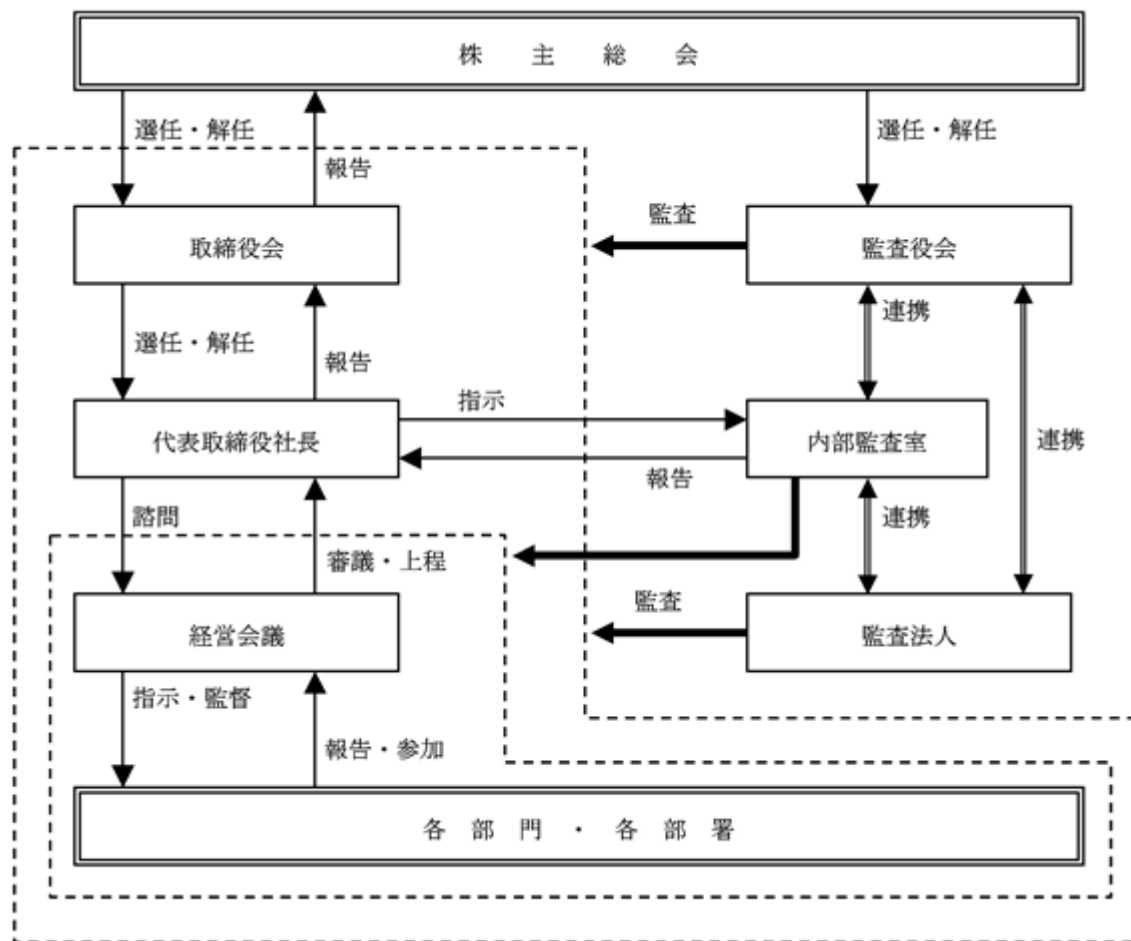 株主総会
選任・解任
選任・解任
報告
監査
取締役会
監査役会
連携
選任・解任
報告
指示
代表取締役社長
内部監査室
連携
報告
諮問
連携
審議・上程
監査
経営会議
監査法人
指示・監督
報告・参加
各部門・各部署